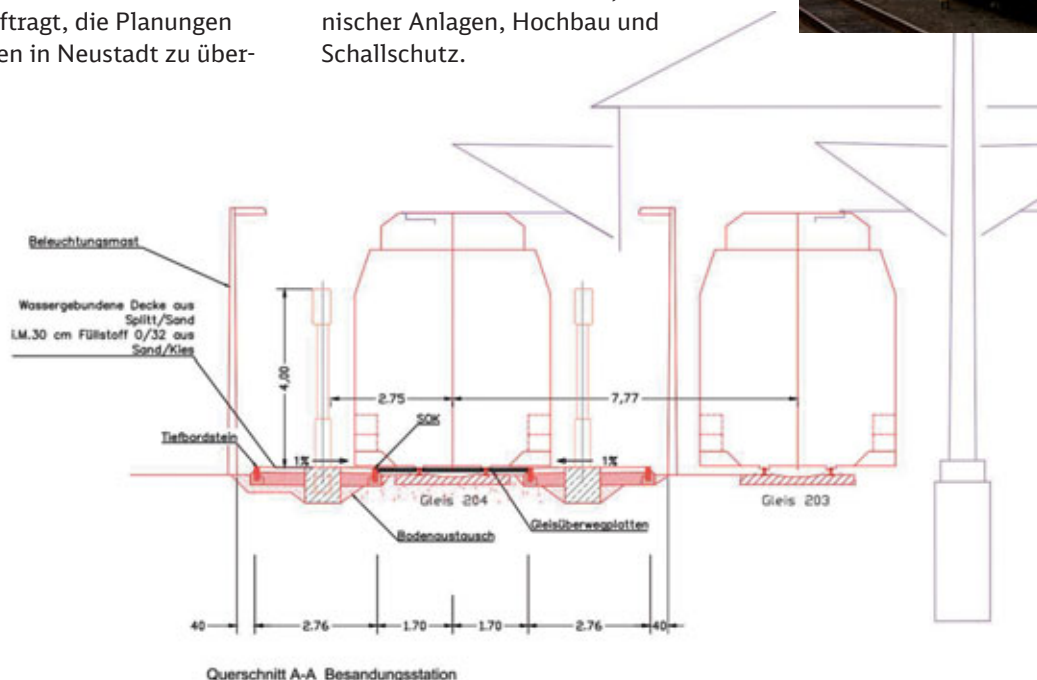 ftragt, die Planungen
en in Neustadt zu über-
nischer Anlagen, Hochbau und
Schallschutz.
Beleuchtungsmast
Wassergebundene Decke aus
Splitt/Sand
i.M.30 cm Füllstoff 0/32 aus
Sand/Kies
4,00
2.75
7,77
SOK
Tiefbordstein
1%
1%
Gleis 204
Gleis 203
Gleisüberwegplatten
Bodenaustausch
40
2.76
1.70
1.70
2.76
40
Querschnitt A-A Besandungsstation